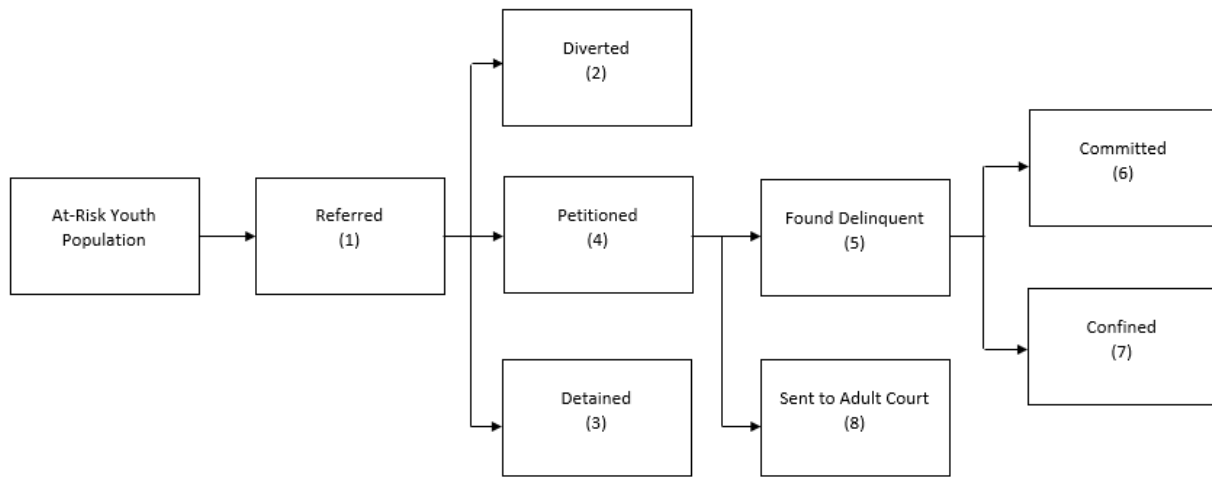 At-Risk Youth
Population
Referred
(1)
Diverted
(2)
Detained
(3)
Petitioned
(4)
Found Delinquent
(5)
Committed
(6)
Confined
(7)
Sent to Adult Court
(8)